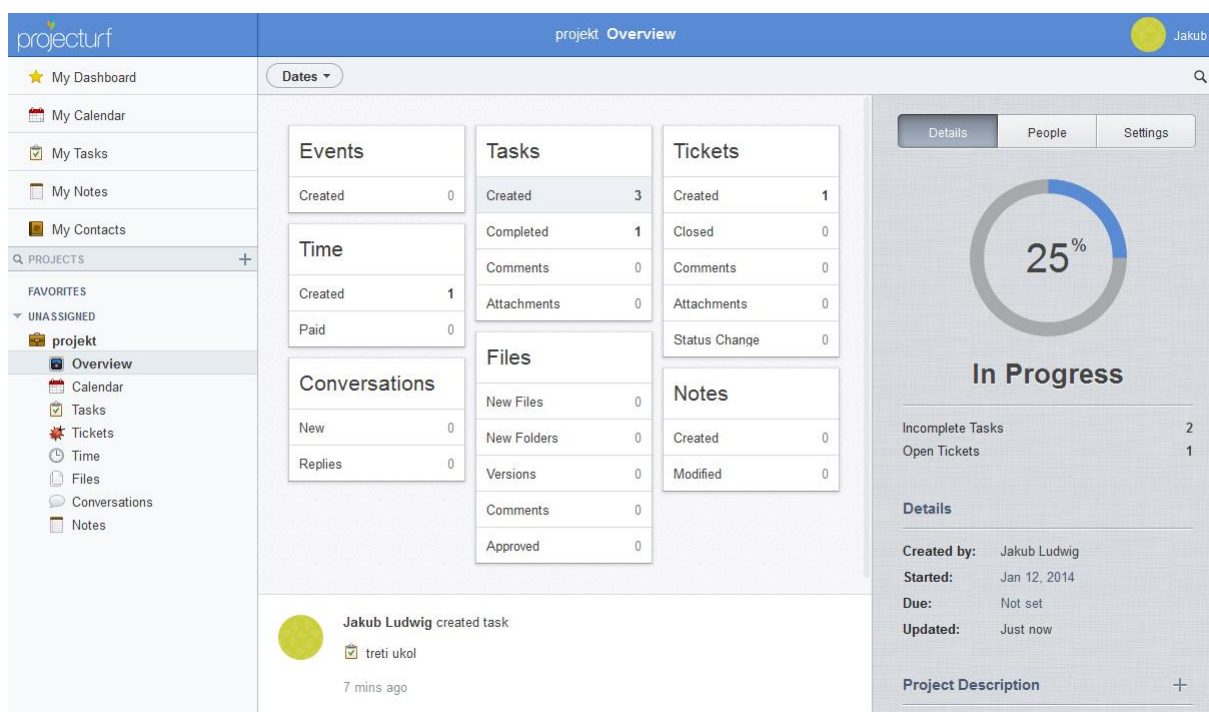 projecturf
projekt Overview
Jakub
My Dashboard
My Calendar
My Tasks
My Notes
My Contacts
PROJECTS
FAVORITES
UNASSIGNED
projekt
Overview
Calendar
Tasks
Tickets
Time
Files
Conversations
Notes
Dates
Events
Created 0
Time
Created 1
Paid 0
Conversations
New 0
Replies 0
Tasks
Created 3
Completed 1
Comments 0
Attachments 0
Files
New Files 0
New Folders 0
Versions 0
Comments 0
Approved 0
Tickets
Created 1
Closed 0
Comments 0
Attachments 0
Status Change 0
Notes
Created 0
Modified 0
Jakub Ludwig created task
treti ukol
7 mins ago
Details People Settings
25%
In Progress
Incomplete Tasks 2
Open Tickets 1
Details
Created by: Jakub Ludwig
Started: Jan 12, 2014
Due: Not set
Updated: Just now
Project Description +